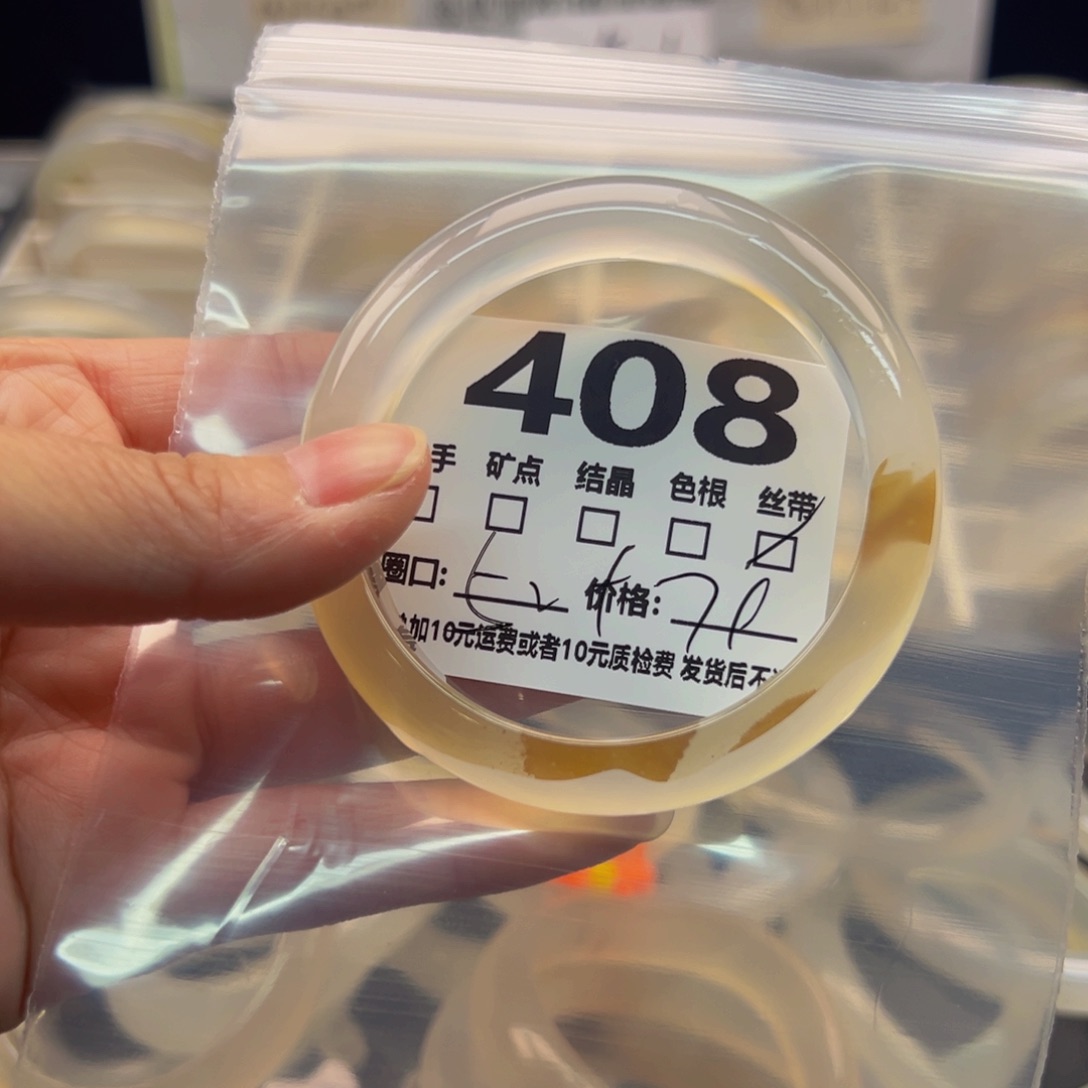 408
手 矿点 结晶 色根 丝带
圈口: 价格:
加10元运费或者10元质检费 发货后不